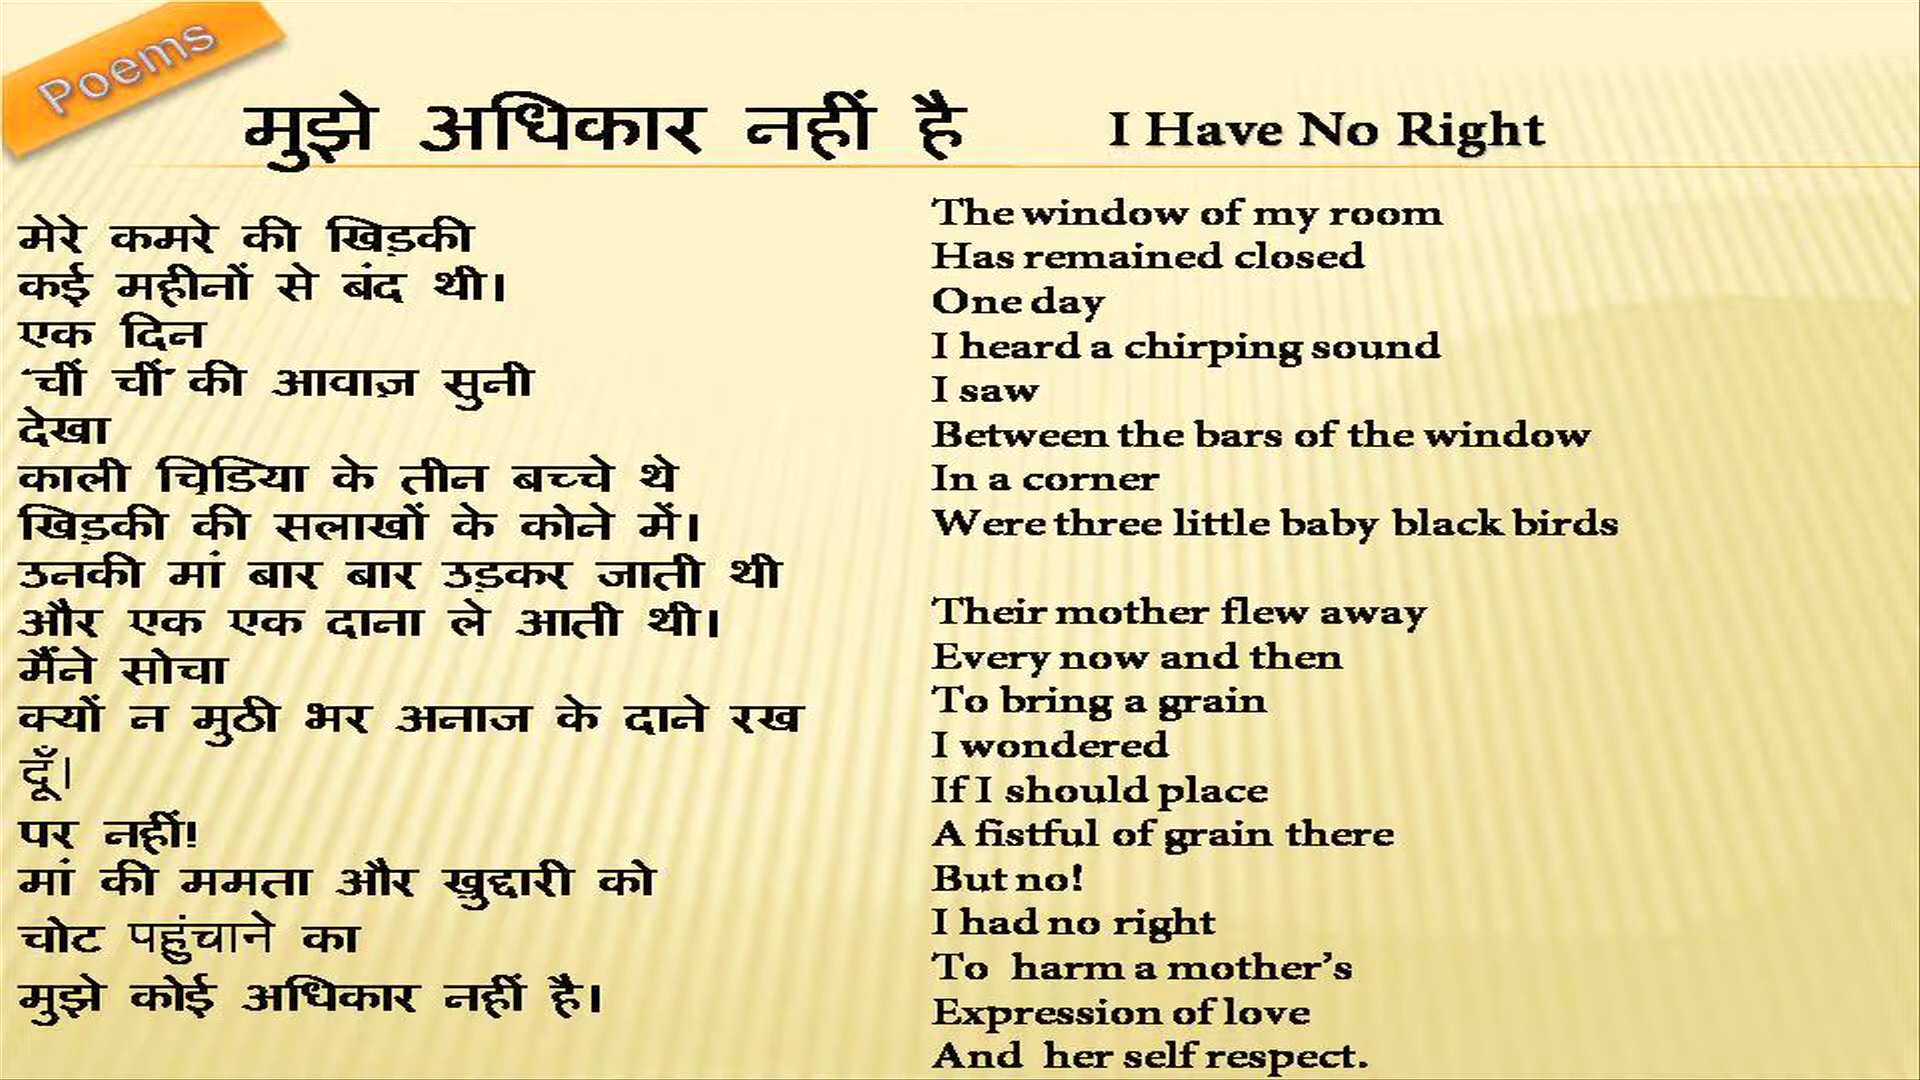 Poems
मुझे अधिकार नहीं है I Have No Right
मेरे कमरे की खिड़की
कई महीनों से बंद थी।
एक दिन
‘चीं चीं’ की आवाज़ सुनी
देखा
काली चिड़िया के तीन बच्चे थे
खिड़की की सलाखों के कोने में।
उनकी मां बार बार उड़कर जाती थी
और एक एक दाना ले आती थी।
मैंने सोचा
क्यों न मुठी भर अनाज के दाने रख
दूँ।
पर नहीं!
मां की ममता और ख़ुद्दारी को
चोट पहुंचाने का
मुझे कोई अधिकार नहीं है।
The window of my room
Has remained closed
One day
I heard a chirping sound
I saw
Between the bars of the window
In a corner
Were three little baby black birds
Their mother flew away
Every now and then
To bring a grain
I wondered
If I should place
A fistful of grain there
But no!
I had no right
To harm a mother’s
Expression of love
And her self respect.